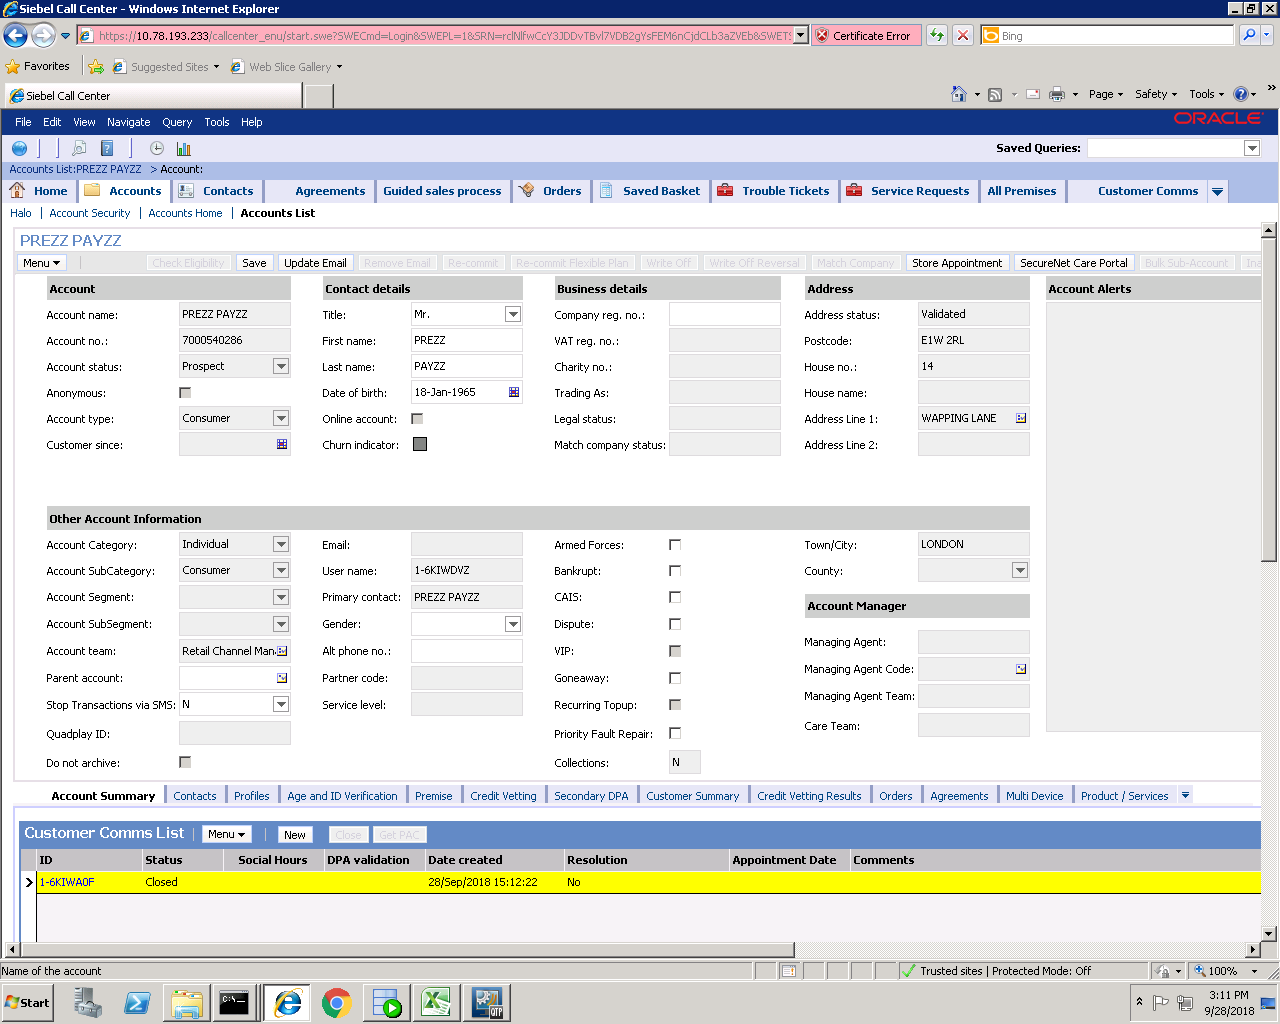 Siebel Call Center - Windows Internet Explorer
https://10.78.193.233/callcenter_enu/start.swe?SWECmd=Login&SWEPL=1&SRN= Certificate Error Bing
Favorites Suggested Sites Web Slice Gallery
Siebel Call Center Page Safety Tools
File Edit View Navigate Query Tools Help ORACLE
Saved Queries:
Accounts List:PREZZ PAYZZ > Account:
Home Accounts Contacts Agreements Guided sales process Orders Saved Basket Trouble Tickets Service Requests All Premises Customer Comms
Halo | Account Security | Accounts Home | Accounts List
PREZZ PAYZZ
Menu Check Eligibility Save Update Email Remove Email Re-commit Re-commit Flexible Plan Write Off Write Off Reversal Match Company Store Appointment SecureNet Care Portal Bulk Sub-Account Ina
Account Contact details Business details Address Account Alerts
Account name: PREZZ PAYZZ Title: Mr. Company reg. no.: Address status: Validated
Account no.: 7000540286 First name: PREZZ VAT reg. no.: Postcode: E1W 2RL
Account status: Prospect Last name: PAYZZ Charity no.: House no.: 14
Anonymous: Date of birth: 18-Jan-1965 Trading As: House name:
Account type: Consumer Online account: Legal status: Address Line 1: WAPPING LANE
Customer since: Churn indicator: Match company status: Address Line 2:
Other Account Information
Account Category: Individual Email: Armed Forces: Town/City: LONDON
Account SubCategory: Consumer User name: 1-6KIWDVZ Bankrupt: County:
Account Segment: Primary contact: PREZZ PAYZZ CAIS: Account Manager
Account SubSegment: Gender: Dispute:
Account team: Retail Channel Man Alt phone no.: VIP: Managing Agent:
Parent account: Partner code: Goneaway: Managing Agent Code:
Stop Transactions via SMS: N Service level: Recurring Topup: Managing Agent Team:
Quadplay ID: Priority Fault Repair: Care Team:
Do not archive: Collections: N
Account Summary Contacts Profiles Age and ID Verification Premise Credit Vetting Secondary DPA Customer Summary Credit Vetting Results Orders Agreements Multi Device Product / Services
Customer Comms List Menu New Close Get PAC
ID Status Social Hours DPA validation Date created Resolution Appointment Date Comments
1-6KIWA0F Closed 28/Sep/2018 15:12:22 No
Name of the account Trusted sites | Protected Mode: Off 100%
Start C:\. QTP 3:11 PM
9/28/2018